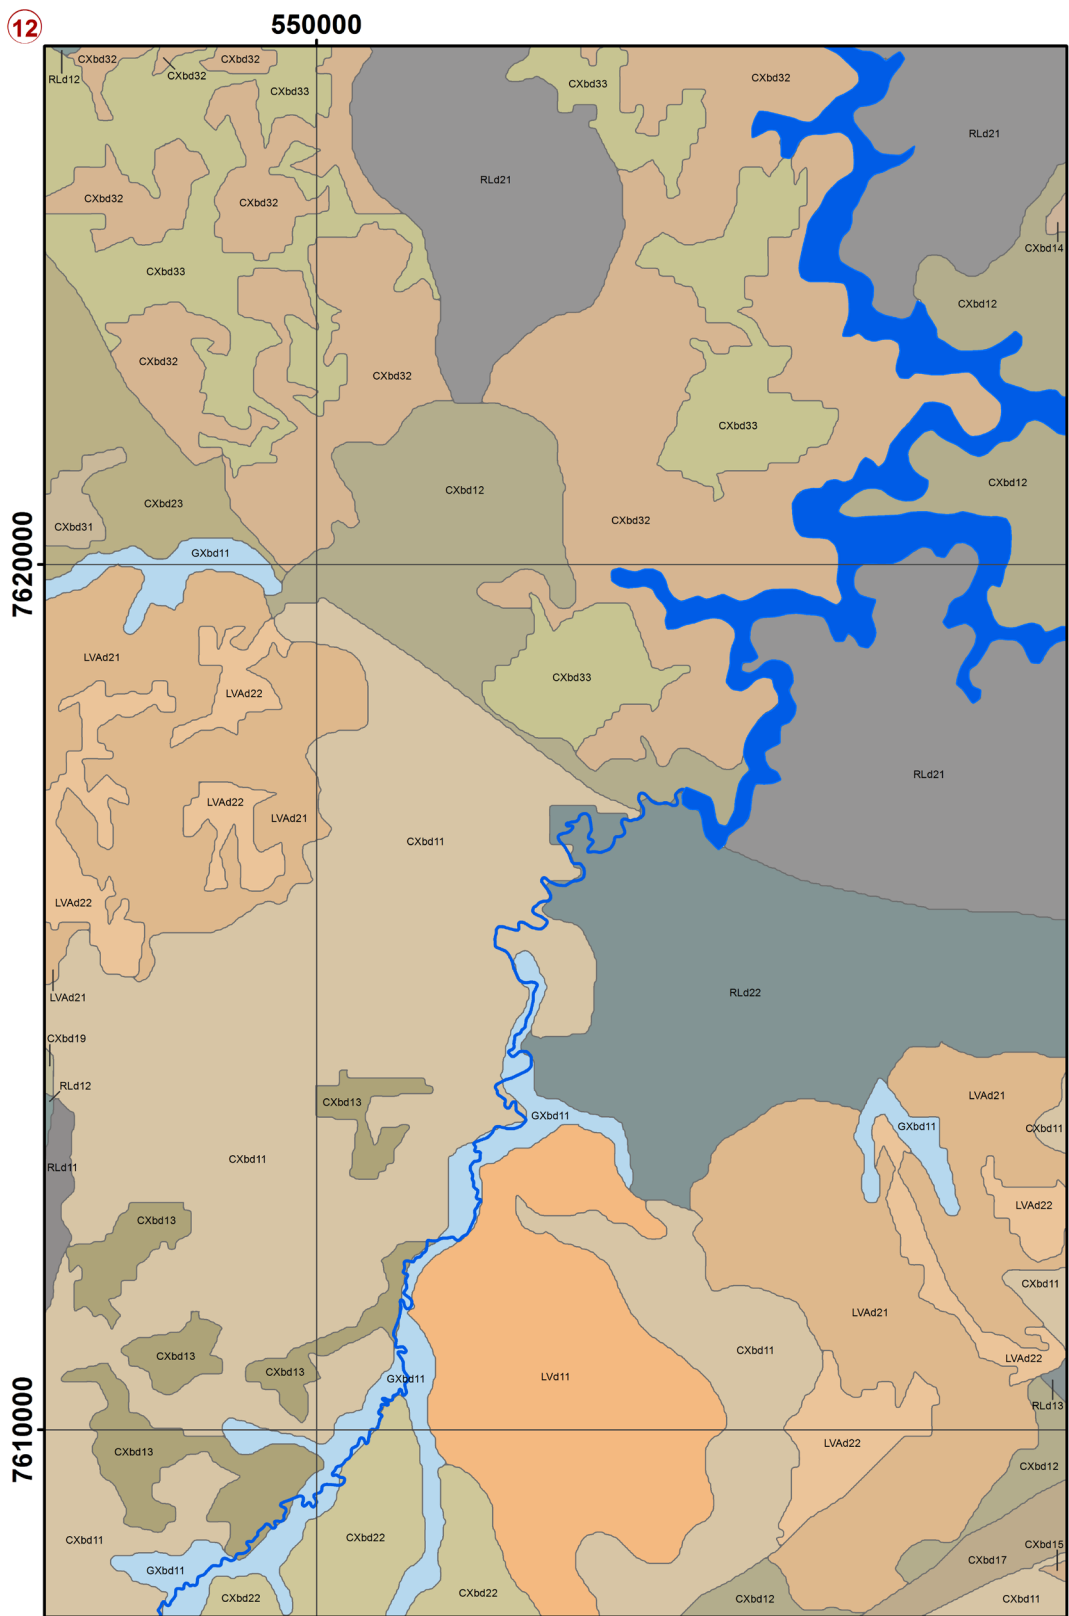 12
550000
CXbd32
CXbd32
RLd12
CXbd32
CXbd33
CXbd33
CXbd32
RLd21
RLd21
CXbd32
CXbd32
CXbd14
CXbd33
CXbd12
CXbd32
CXbd32
CXbd33
CXbd12
CXbd12
CXbd23
CXbd31
CXbd32
GXbd11
7620000
LVAd21
CXbd33
LVAd22
RLd21
LVAd22
LVAd21
CXbd11
LVAd22
RLd22
LVAd21
CXbd19
RLd12
LVAd21
CXbd13
GXbd11
GXbd11
CXbd11
CXbd11
RLd11
LVAd22
CXbd13
CXbd11
LVAd21
CXbd13
CXbd11
LVAd22
CXbd13
GXbd11
LVd11
RLd13
7610000
LVAd22
CXbd13
CXbd12
CXbd22
CXbd11
CXbd15
CXbd17
GXbd11
CXbd22
CXbd22
CXbd12
CXbd11